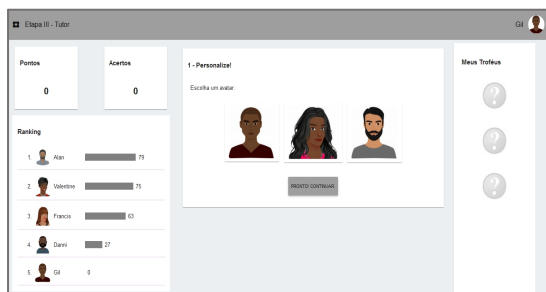 Etapa III - Tutor
Gil
Pontos
0
Acertos
0
Ranking
1. Alan 79
2. Valentine 75
3. Francis 63
4. Danni 27
5. Gil 0
1 - Personalize!
Escolha um avatar.
PRONTO! CONTINUAR
Meus Troféus
?
?
?